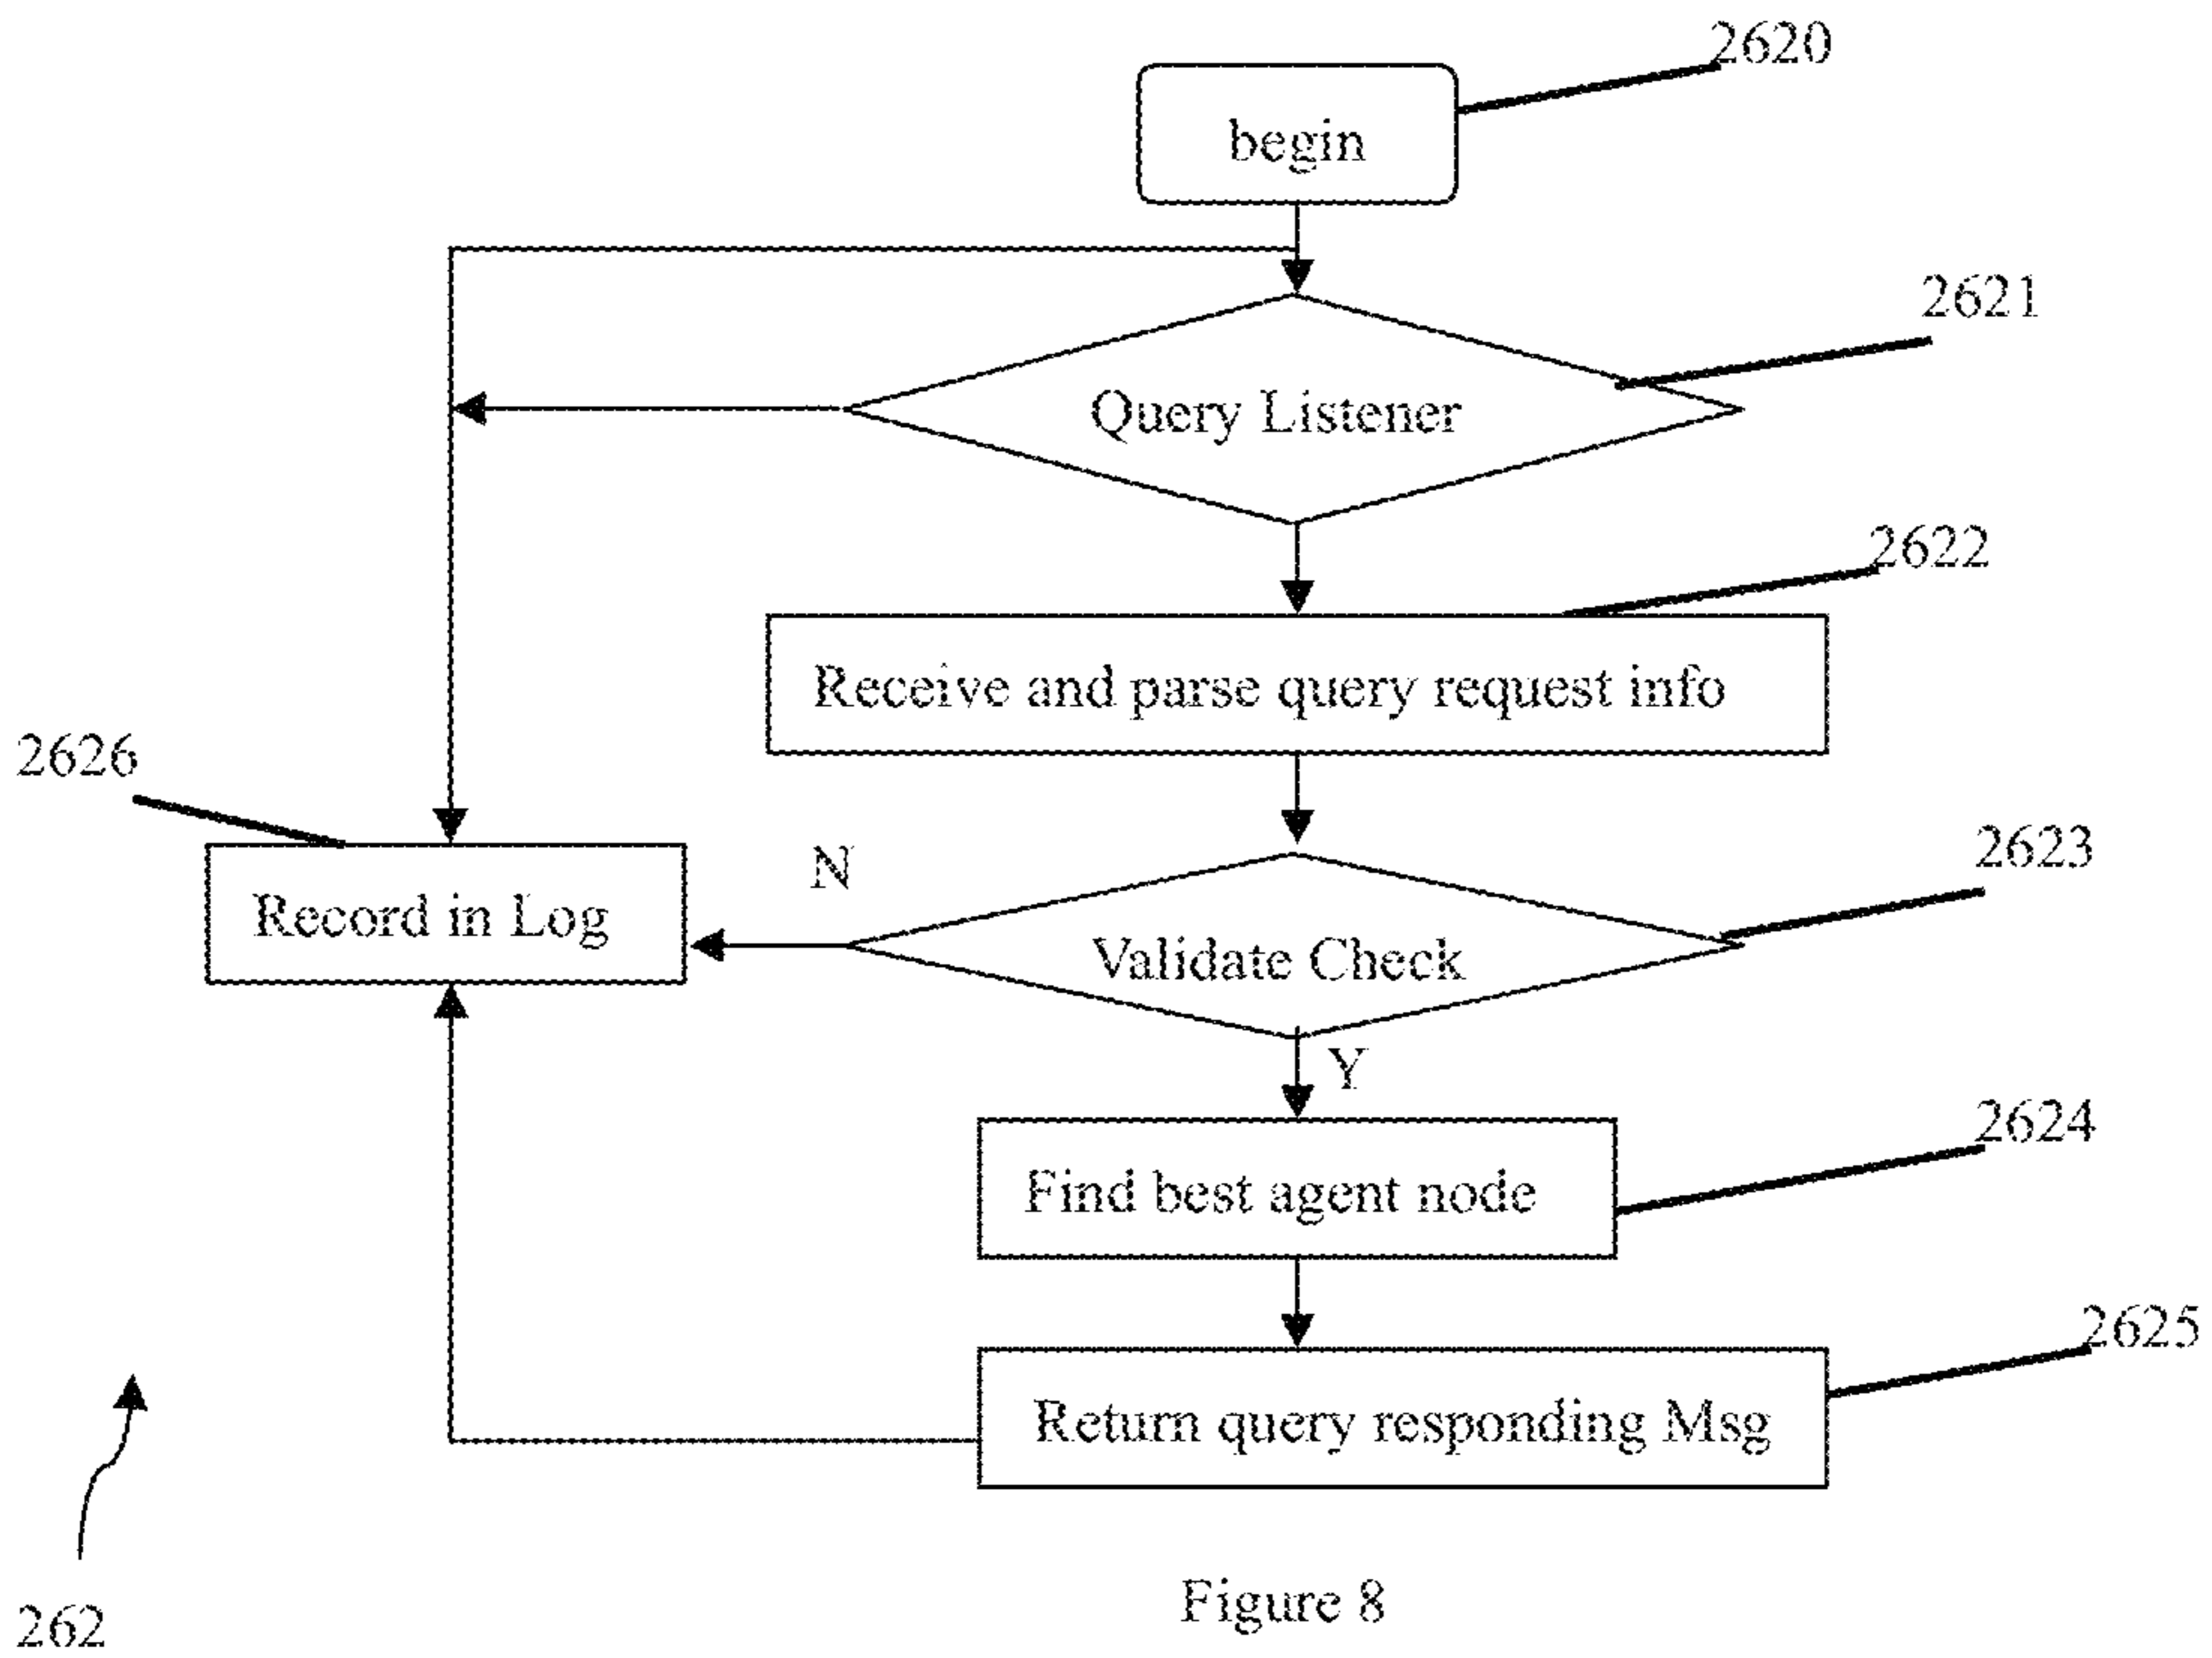 2620
begin
2621
Query Listener
2622
Receive and parse query request info
2626
2623
N
Record in Log
Validate Check
Y
2624
Find best agent node
2625
Return query responding Msg
262
Figure 8